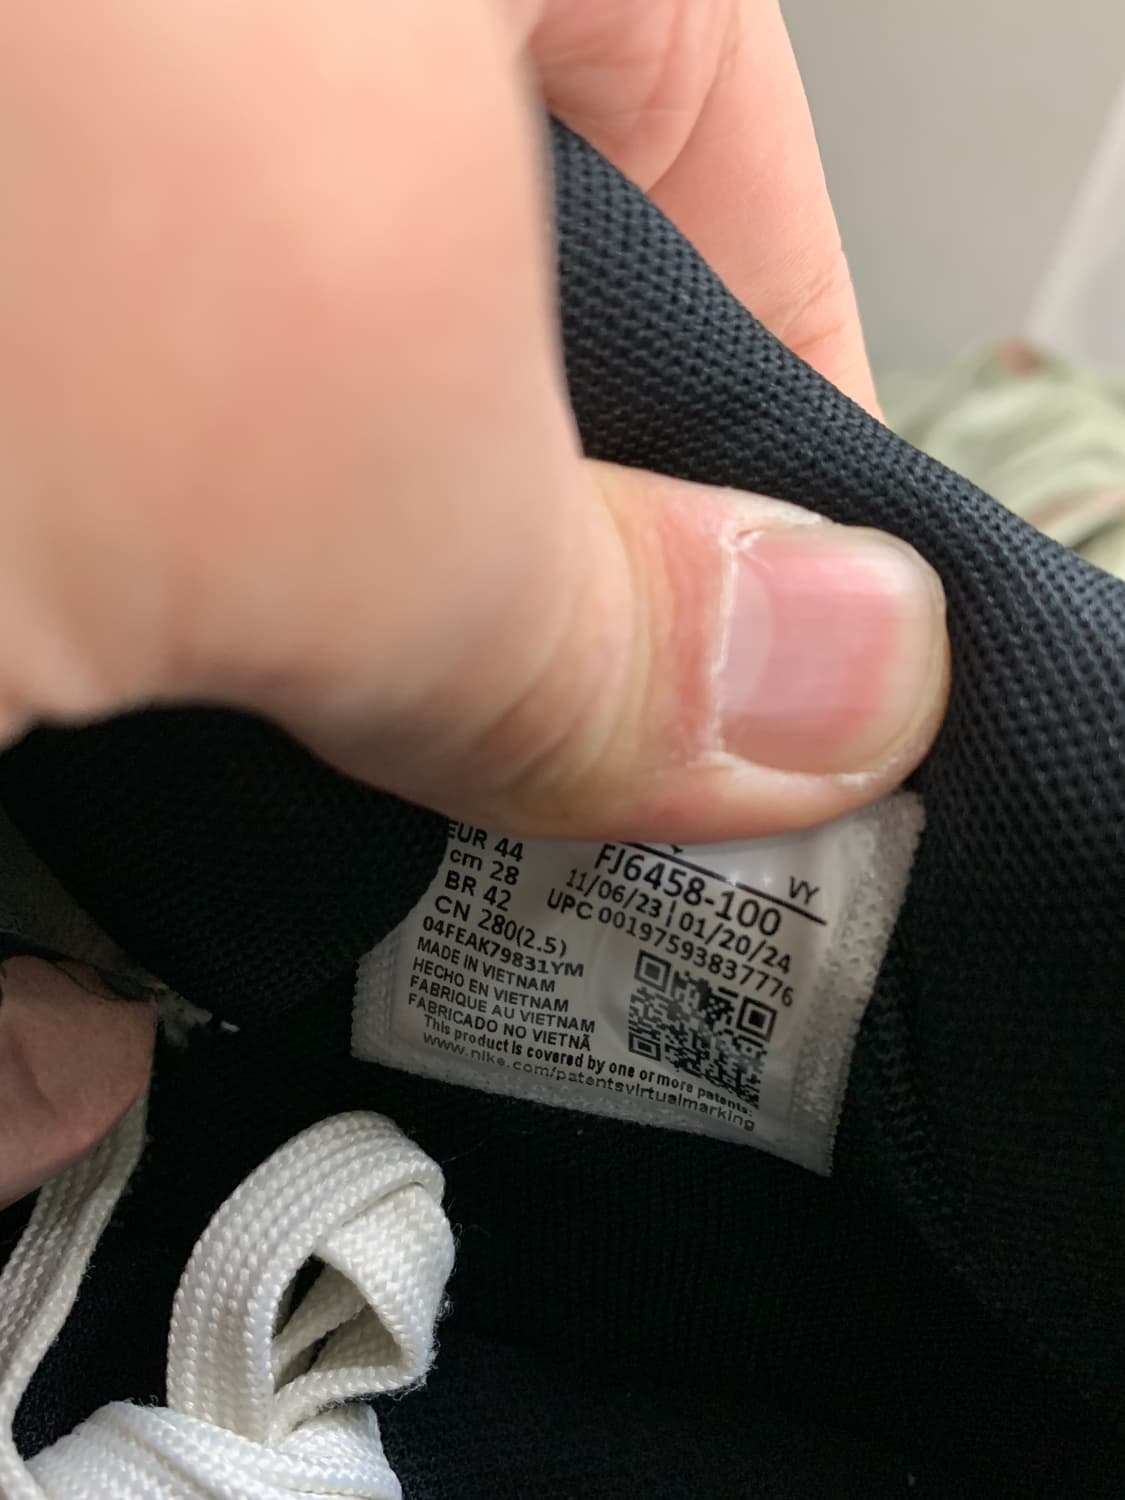 EUR 44
cm 28
BR 42
CN 280(2.5)
04FEAK79831YM
MADE IN VIETNAM
HECHO EN VIETNAM
FABRIQUE AU VIETNAM
FABRICADO NO VIETNÃ
This product is covered by one or more patents.
www.nike.com/patentsvirtualmarking
VY
FJ6458-100
11/06/23 | 01/20/24
UPC 00197593837776